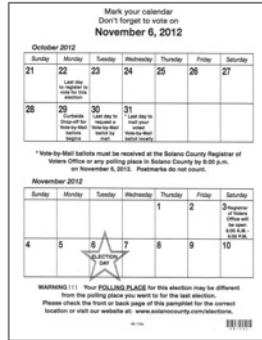 Mark your calendar
Don't forget to vote on
November 6, 2012
October 2012
Sunday Monday Tuesday Wednesday Thursday Friday Saturday
21 22 23 24 25 26 27
Last day
to register to
vote for this
election
28 29 30 31
Curbside Last day to * Last day to
Drop-off for request a mail your
Vote-by-Mail Vote-by-Mail voted
ballots ballot by Vote-by-Mail
begins mail ballot locally
* Vote-by-Mail ballots must be received at the Solano County Registrar of
Voters Office or any polling place in Solano County by 8:00 p.m.
on November 6, 2012. Postmarks do not count.
November 2012
Sunday Monday Tuesday Wednesday Thursday Friday Saturday
1 2 3 Registrar
of Voters
Office will
be open
4 5 6 7 8 9 10
ELECTION
DAY
WARNING !!! Your POLLING PLACE for this election may be different
from the polling place you went to for the last election.
Please check the front or back page of this pamphlet for the correct
location or visit our website at: www.solanocounty.com/elections.